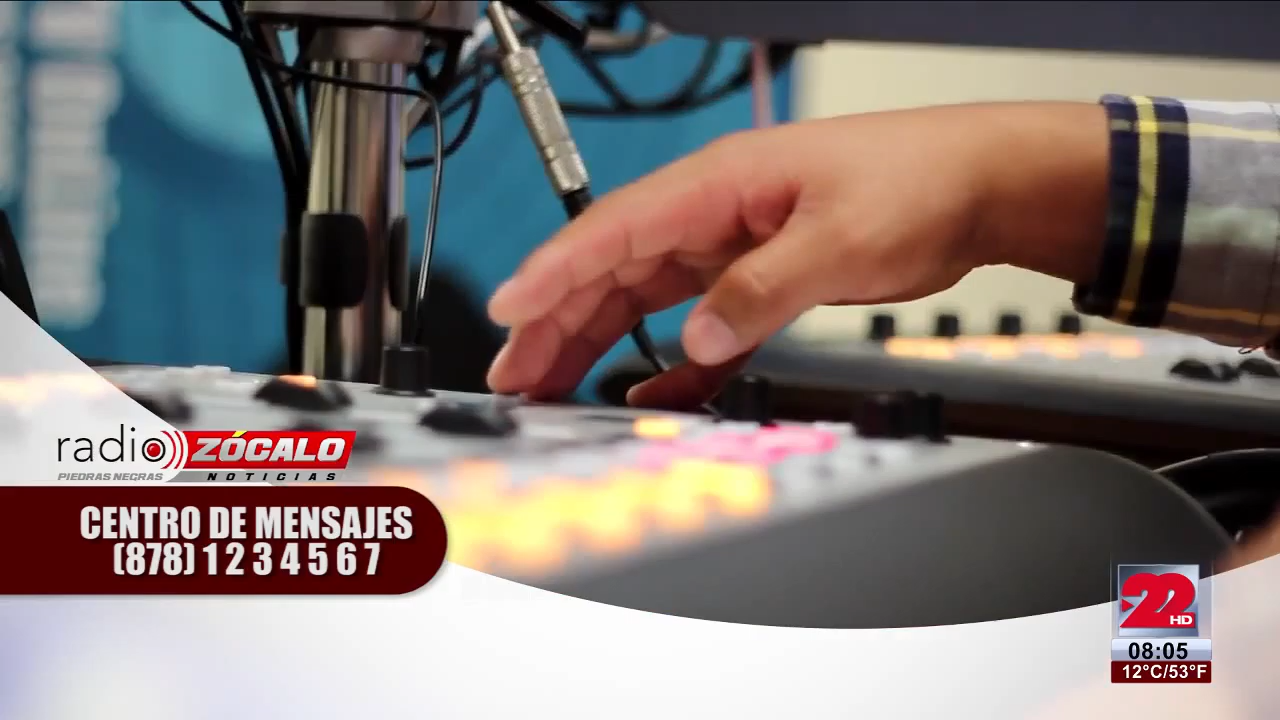 radio ZÓCALO
PIEDRAS NEGRAS NOTICIAS
CENTRO DE MENSAJES
(878) 1 2 3 4 5 6 7
22
HD
08:05
12°C/53°F